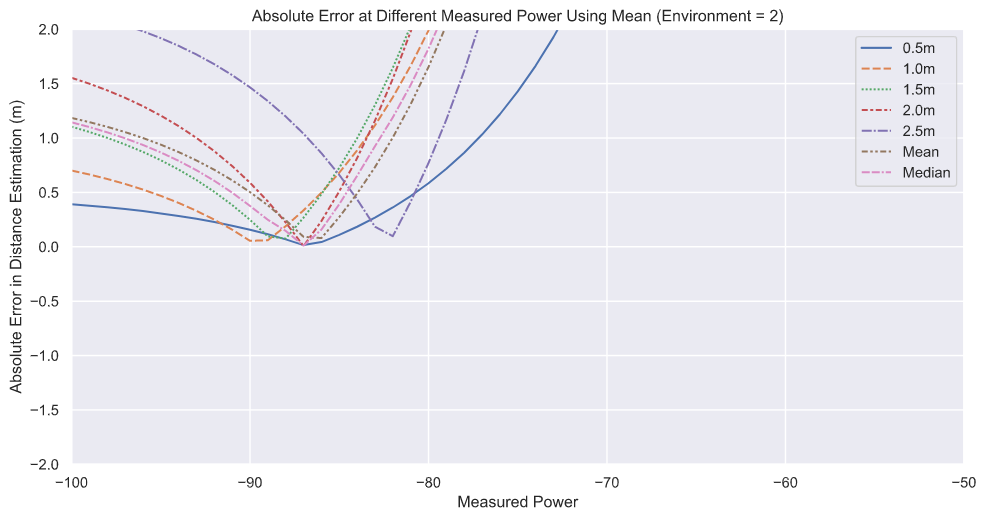 Absolute Error at Different Measured Power Using Mean (Environment = 2)
Absolute Error in Distance Estimation (m)
2.0
1.5
1.0
0.5
0.0
−0.5
−1.0
−1.5
−2.0
0.5m
1.0m
1.5m
2.0m
2.5m
Mean
Median
−100
−90
−80
−70
−60
−50
Measured Power